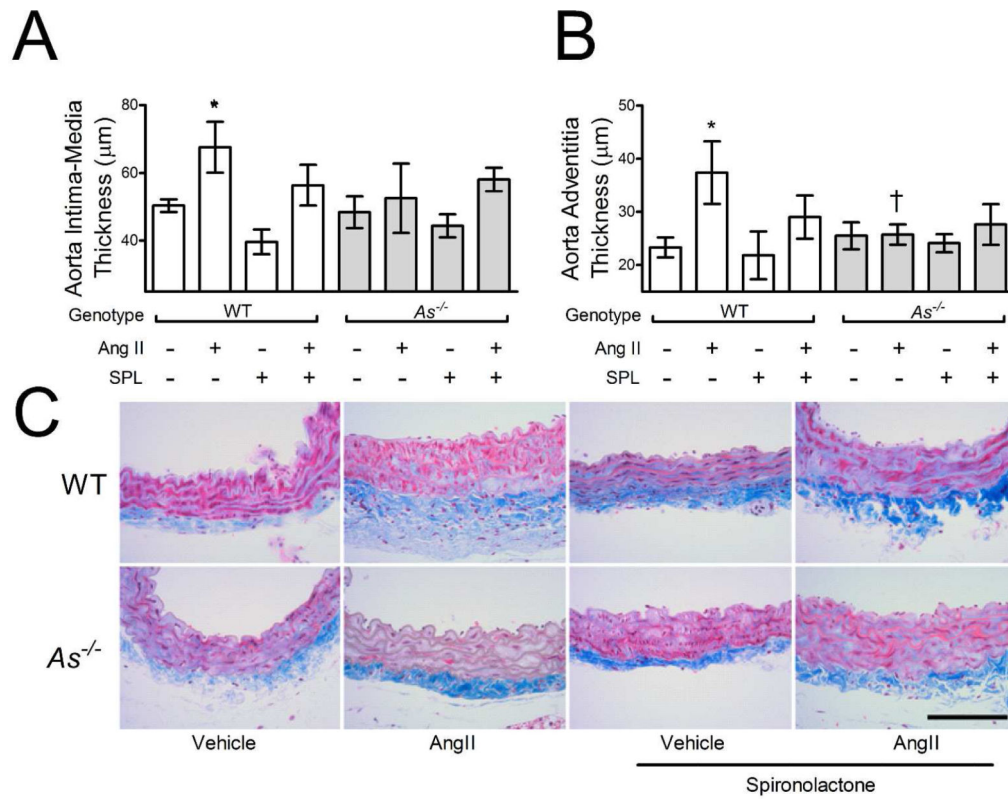 A
B
80
60
40
*
Aorta Intima-Media
Thickness (μm)
Genotype
WT
As-/-
Ang II - + - + - + - +
SPL - - + + - - + +
50
40
30
20
*
†
Aorta Adventitia
Thickness (μm)
Genotype
WT
As-/-
Ang II - + - + - + - +
SPL - - + + - - + +
C
WT
As-/-
Vehicle
AngII
Vehicle
AngII
Spironolactone